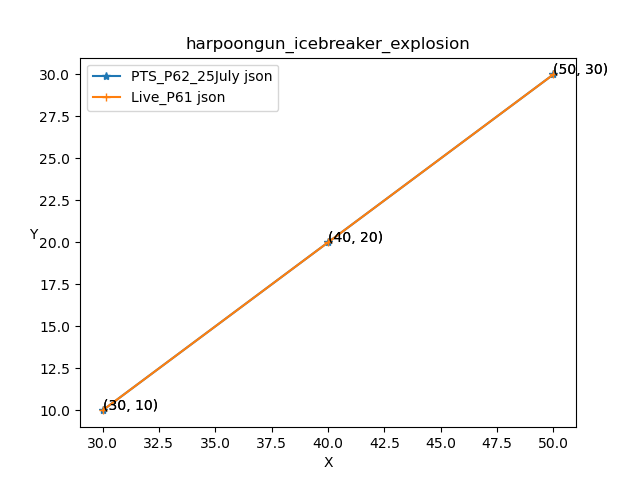 harpoongun_icebreaker_explosion
PTS_P62_25July json
Live_P61 json
(50, 30)
(40, 20)
(30, 10)
Y
30.0
27.5
25.0
22.5
20.0
17.5
15.0
12.5
10.0
30.0 32.5 35.0 37.5 40.0 42.5 45.0 47.5 50.0
X